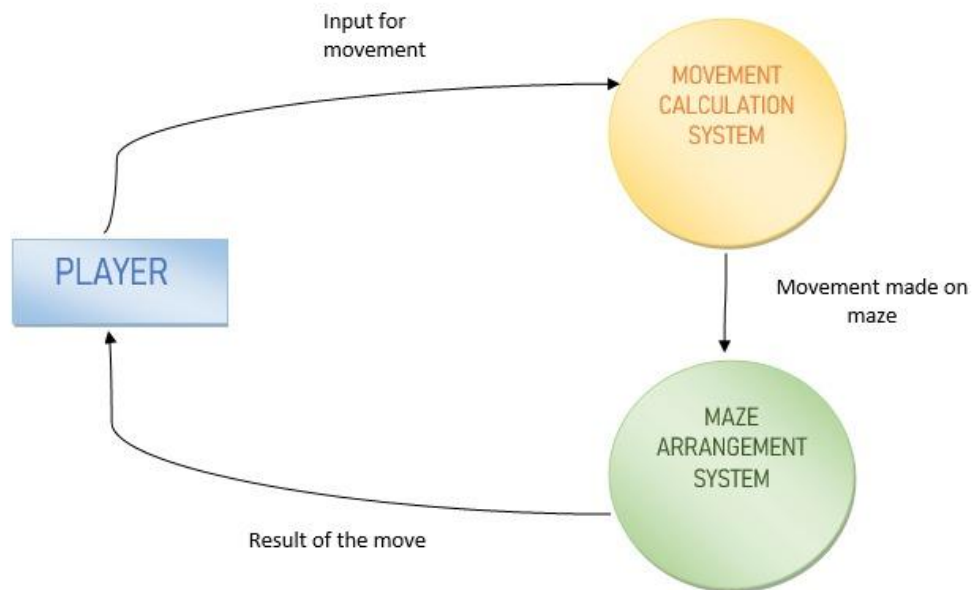 Input for
movement
MOVEMENT
CALCULATION
SYSTEM
PLAYER
Movement made on
maze
MAZE
ARRANGEMENT
SYSTEM
Result of the move